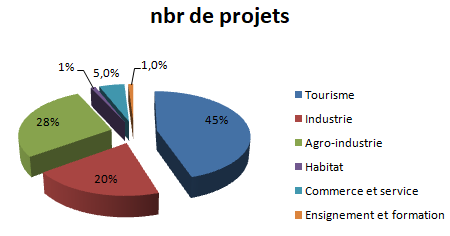 nbr de projets
1%
5,0%
1,0%
28%
45%
20%
Tourisme
Industrie
Agro-industrie
Habitat
Commerce et service
Ensignement et formation